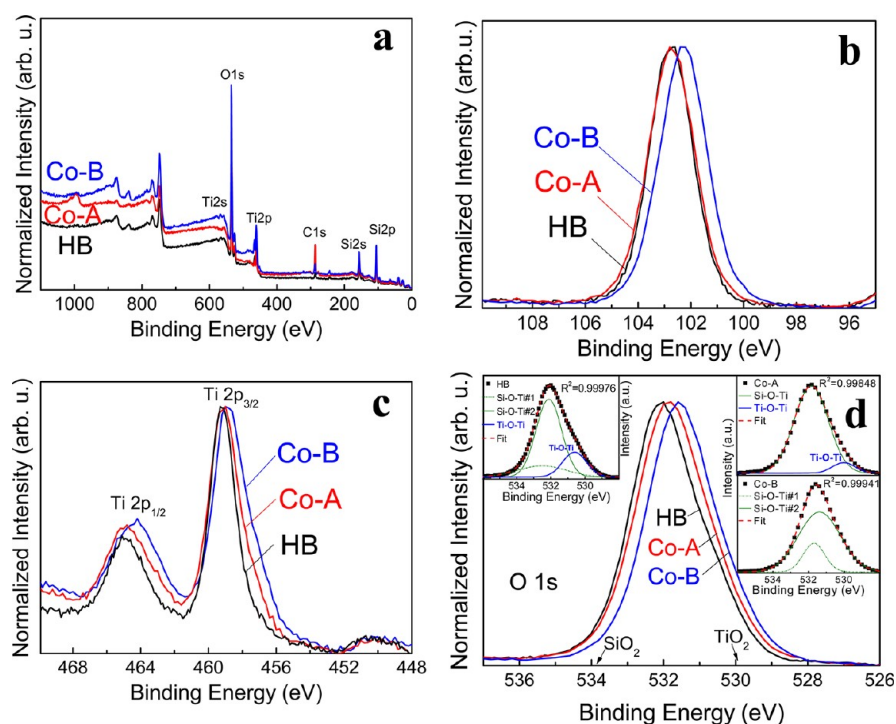 a
O1s
Co-B
Co-A
HB
Ti2s
Ti2p
C1s
Si2s
Si2p
Normalized Intensity (arb. u.)
1000 800 600 400 200 0
Binding Energy (eV)
b
Co-B
Co-A
HB
Normalized Intensity (arb.u.)
108 106 104 102 100 98 96
Binding Energy (eV)
c
Ti 2p3/2
Ti 2p1/2
Co-B
Co-A
HB
Normalized Intensity (arb. u.)
468 464 460 456 452 448
Binding Energy (eV)
d
HB
Si-O-Ti#1
Si-O-Ti#2
Ti-O-Ti
Fit
R²=0.99976
Ti-O-Ti
Intensity (a.u.)
534 532 530
Binding Energy (eV)
Co-A
Si-O-Ti
Ti-O-Ti
Fit
R²=0.99848
Ti-O-Ti
Intensity (a.u.)
Co-B
Si-O-Ti#1
Si-O-Ti#2
Fit
R²=0.99941
534 532 530
Binding Energy (eV)
HB
Co-A
Co-B
O 1s
SiO2
TiO2
Normalized Intensity (arb. u.)
536 534 532 530 528 526
Binding Energy (eV)